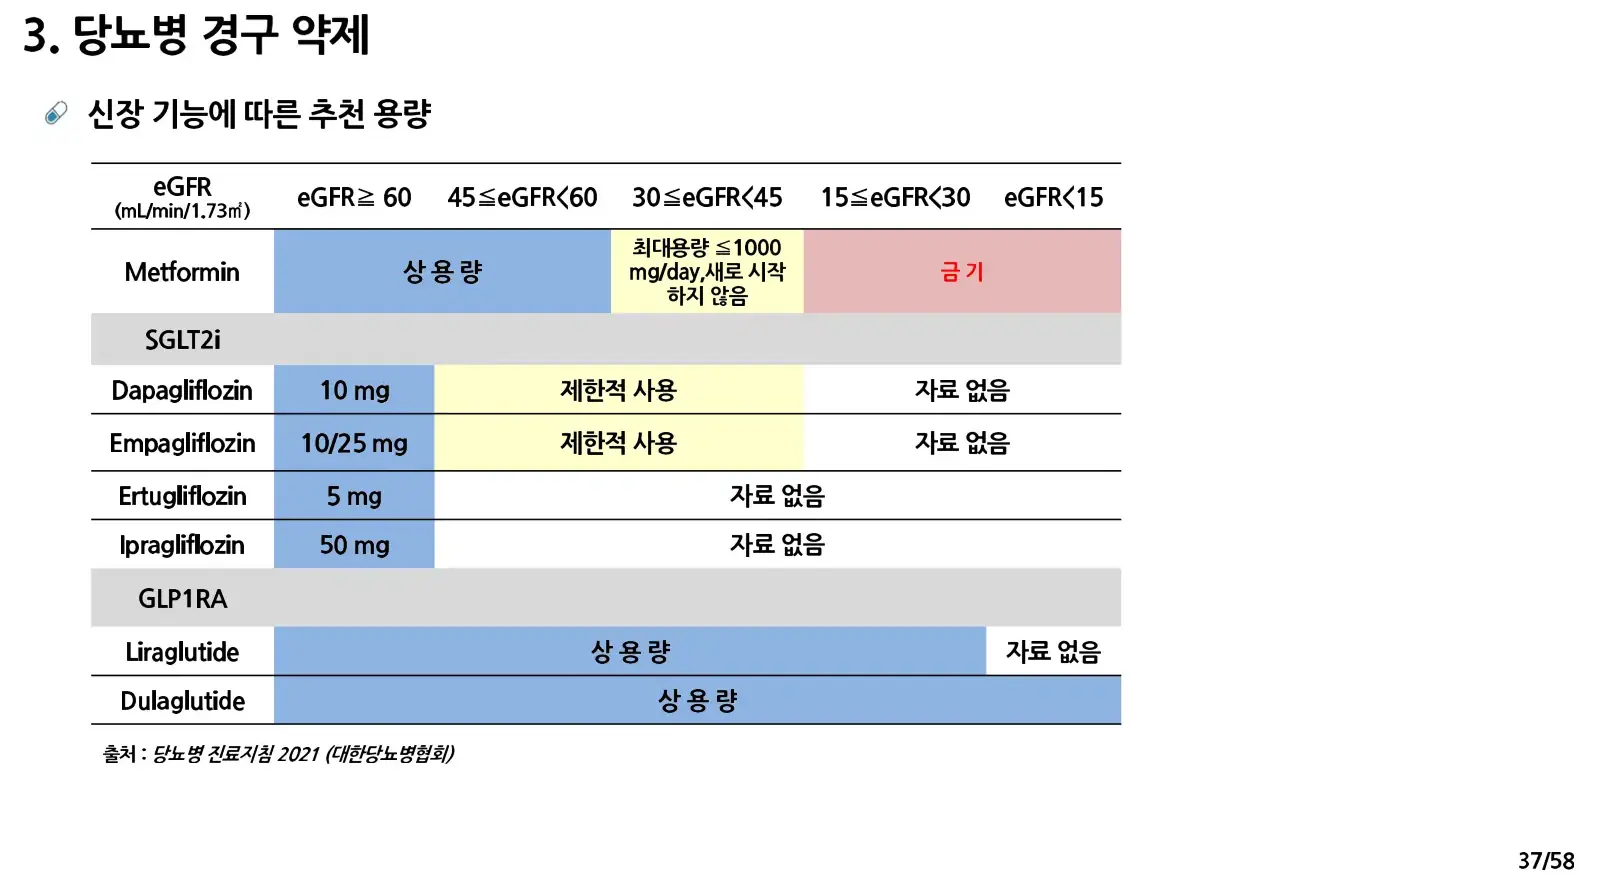 3. 당뇨병 경구 약제
신장 기능에 따른 추천 용량
eGFR
(mL/min/1.73㎡)
eGFR≧ 60
45≦eGFR<60
30≦eGFR<45
15≦eGFR<30
eGFR<15
Metformin
상 용 량
최대용량 ≦1000
mg/day,새로 시작
하지 않음
금 기
SGLT2i
Dapagliflozin
10 mg
제한적 사용
자료 없음
Empagliflozin
10/25 mg
제한적 사용
자료 없음
Ertugliflozin
5 mg
자료 없음
Ipragliflozin
50 mg
자료 없음
GLP1RA
Liraglutide
상 용 량
자료 없음
Dulaglutide
상 용 량
출처 : 당뇨병 진료지침 2021 (대한당뇨병협회)
37/58